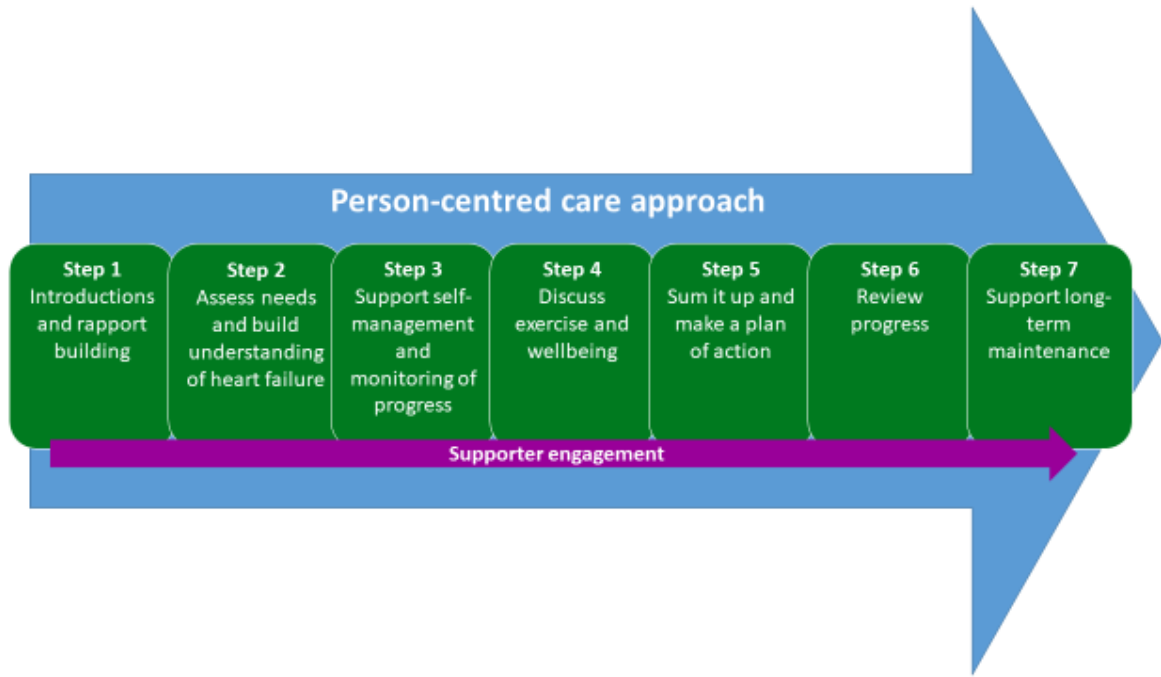 Person-centred care approach
Step 1
Introductions
and rapport
building
Step 2
Assess needs
and build
understanding
of heart failure
Step 3
Support self-
management
and
monitoring of
progress
Step 4
Discuss
exercise and
wellbeing
Step 5
Sum it up and
make a plan
of action
Step 6
Review
progress
Step 7
Support long-
term
maintenance
Supporter engagement